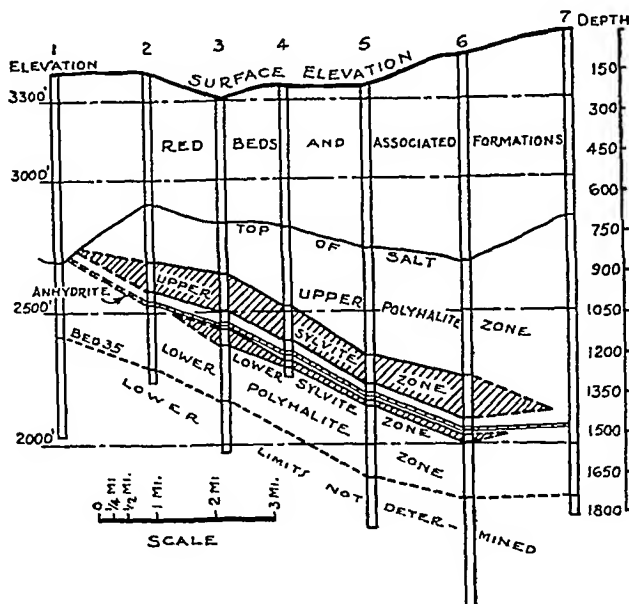 1 2 3 4 5 6 7 DEPTH
ELEVATION
SURFACE ELEVATION
150
3300'
300
RED BEDS AND ASSOCIATED FORMATIONS
450
3000'
600
750
TOP OF SALT
900
ANHYDRITE
UPPER SYLVITE ZONE
UPPER POLYHALITE ZONE
2500'
1050
BED 35
1200
LOWER SYLVITE ZONE
1350
LOWER POLYHALITE ZONE
LOWER LIMITS NOT DETERMINED
2000'
1500
1650
1800
0 1/4 MI. 1/2 MI. 1 MI. 2 MI 3 MI.
SCALE